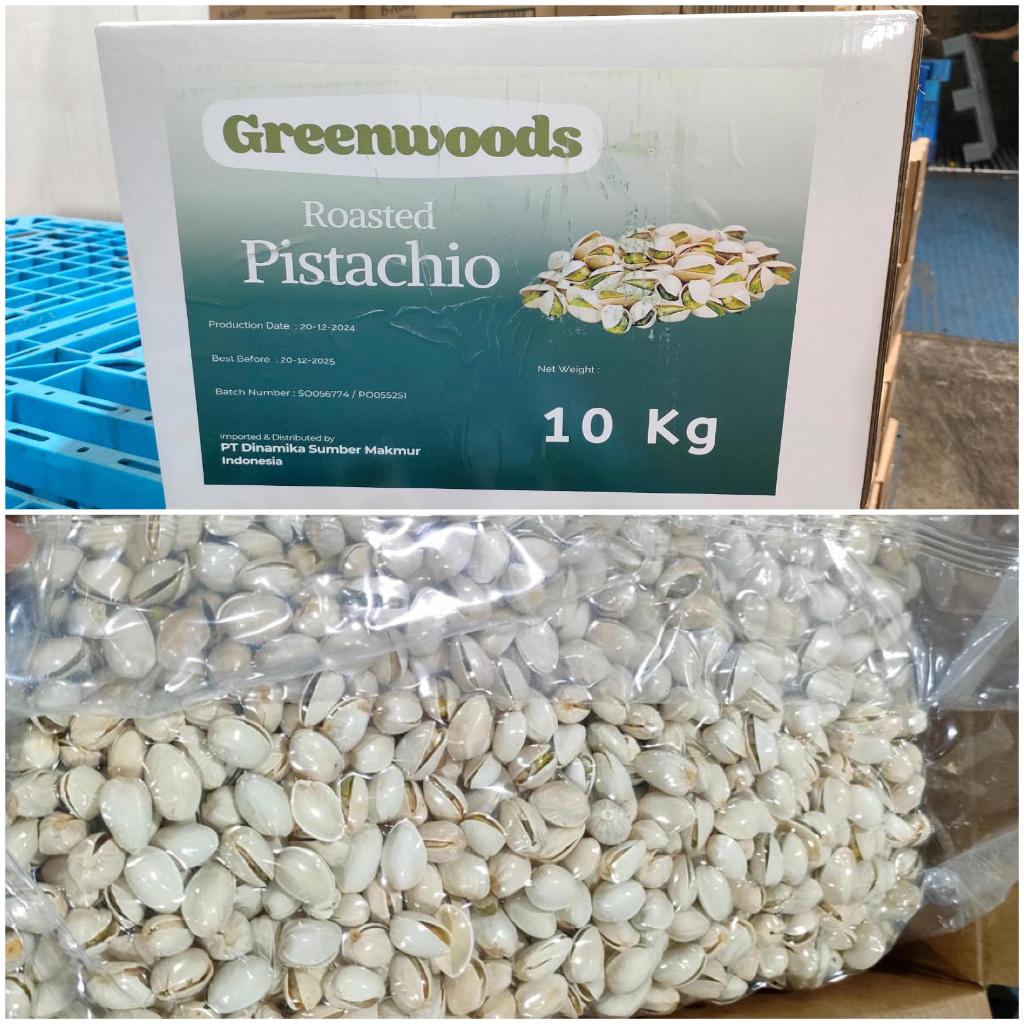 Greenwoods
Roasted
Pistachio
Production Date : 20-12-2024
Best Before : 20-12-2025
Batch Number : SO056774 / PO055251
Imported & Distributed by
PT Dinamika Sumber Makmur
Indonesia
Net Weight :
10 Kg